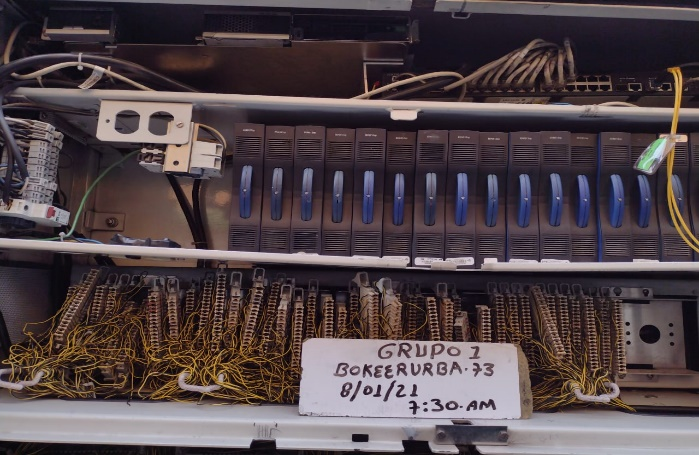 GRUPO 1
BOKEERURBA.73
8/01/21
7:30.AM